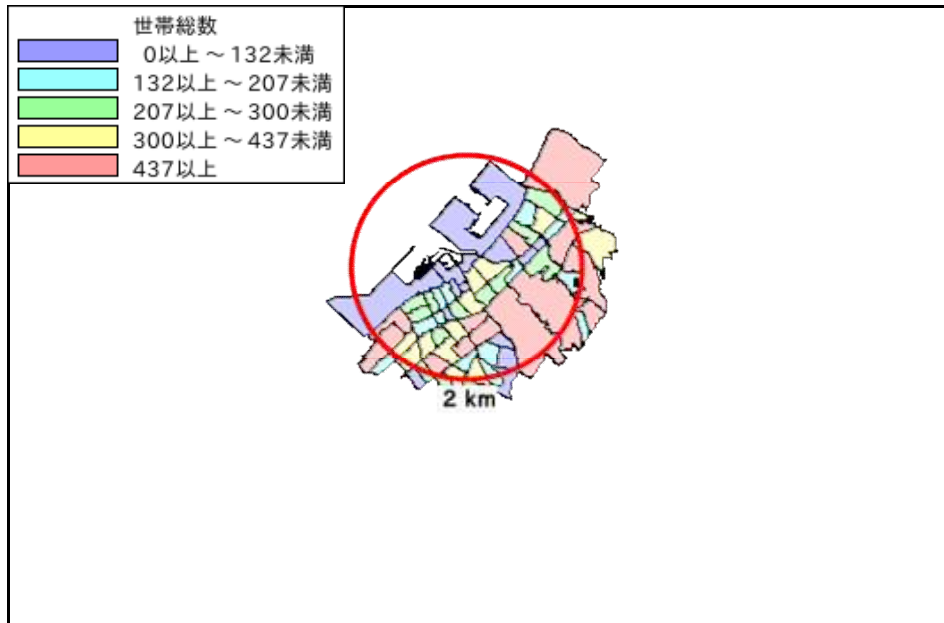 世帯総数
0以上 ～ 132未満
132以上 ～ 207未満
207以上 ～ 300未満
300以上 ～ 437未満
437以上
2 km